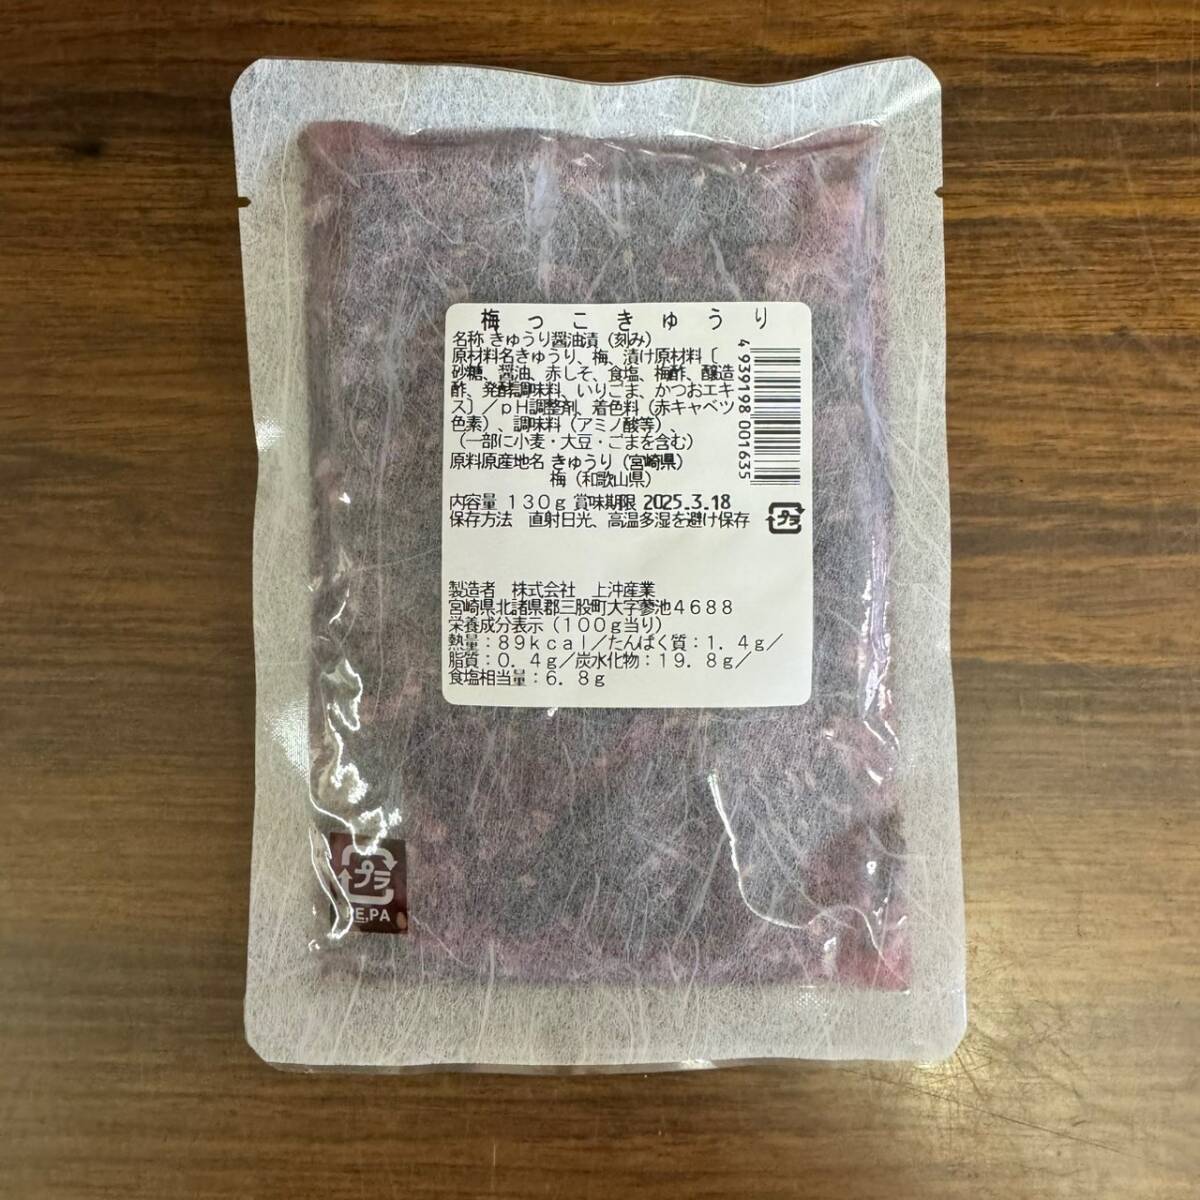 梅っこきゅうり
名称 きゅうり醤油漬（刻み）
原材料名きゅうり、梅、漬け原材料〔
砂糖、醤油、赤しそ、食塩、梅酢、醸造
酢、発酵調味料、いりごま、かつおエキ
ス〕／ｐＨ調整剤、着色料（赤キャベツ
色素）、調味料（アミノ酸等）、
（一部に小麦・大豆・ごまを含む）
原料原産地名 きゅうり（宮崎県）
梅（和歌山県）
内容量 １３０ｇ 賞味期限 2025.3.18
保存方法　直射日光、高温多湿を避け保存
プラ
4 939198 001635
製造者　株式会社　上沖産業
宮崎県北諸県郡三股町大字蓼池４６８８
栄養成分表示（１００ｇ当り）
熱量：８９ｋｃａｌ／たんぱく質：１．４ｇ／
脂質：０．４ｇ／炭水化物：１９．８ｇ／
食塩相当量：６．８ｇ
プラ
PE,PA